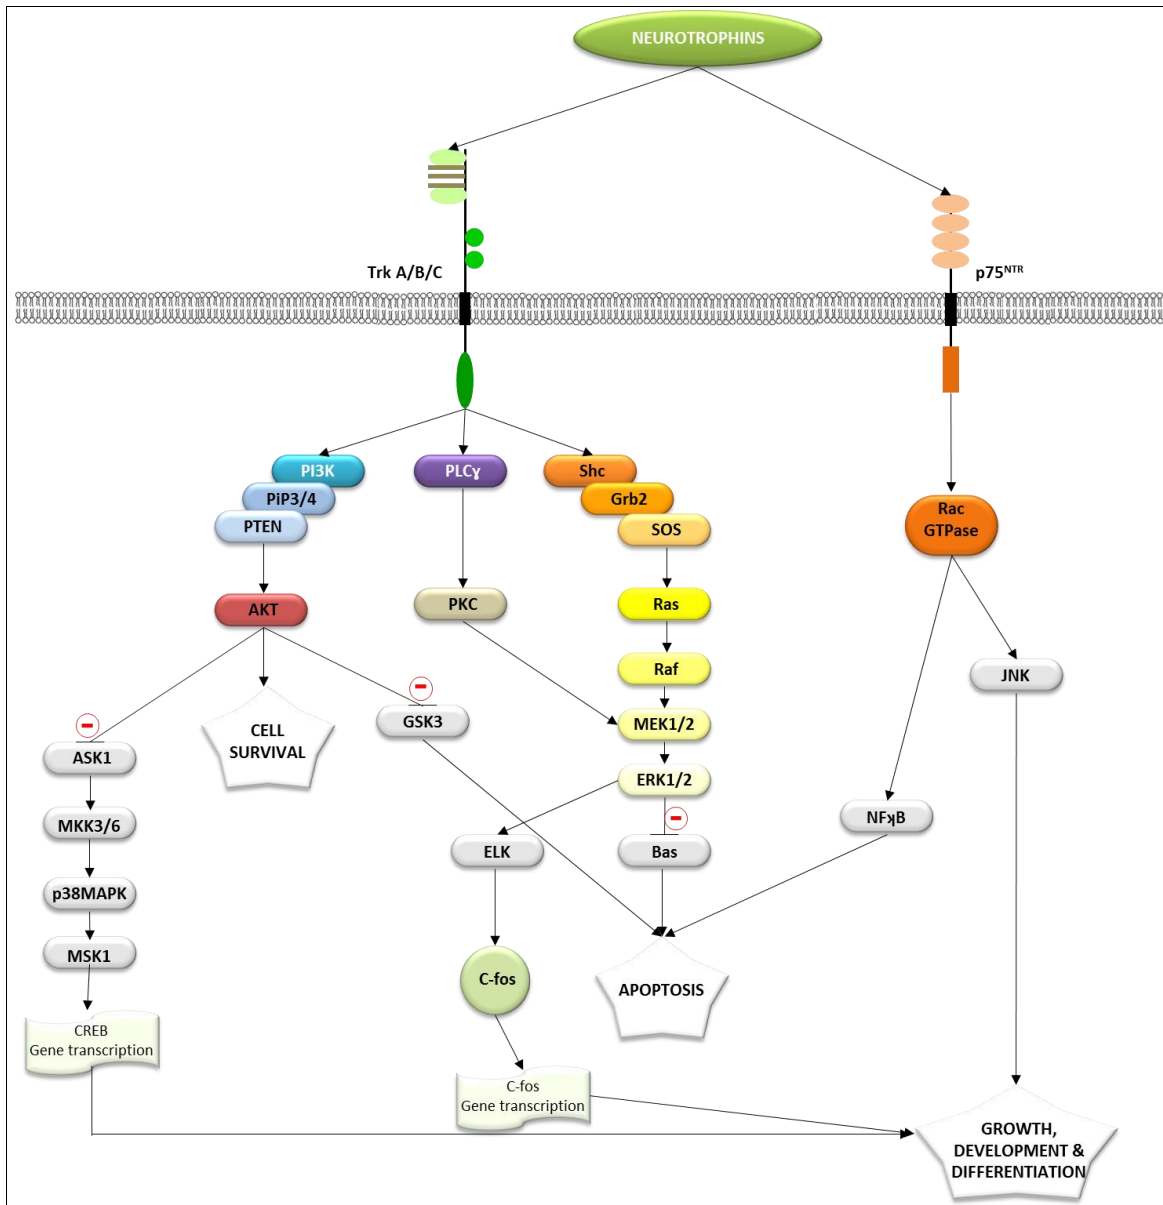 NEUROTROPHINS
Trk A/B/C
p75NTR
PI3K
PLCɣ
Shc
PiP3/4
Grb2
PTEN
SOS
Rac
GTPase
AKT
PKC
Ras
Raf
JNK
GSK3
MEK1/2
CELL
SURVIVAL
ASK1
ERK1/2
MKK3/6
NFʞB
ELK
Bas
p38MAPK
MSK1
C-fos
APOPTOSIS
CREB
Gene transcription
C-fos
Gene transcription
GROWTH,
DEVELOPMENT &
DIFFERENTIATION